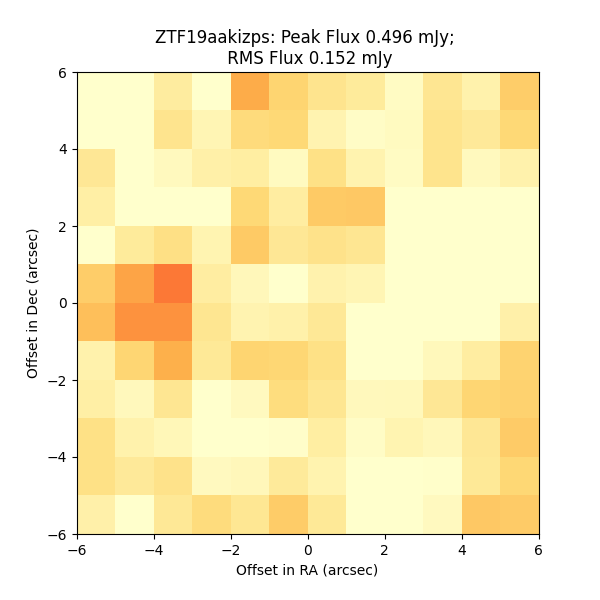 ZTF19aakizps: Peak Flux 0.496 mJy;
RMS Flux 0.152 mJy
6
4
2
0
−2
−4
−6
Offset in Dec (arcsec)
−6 −4 −2 0 2 4 6
Offset in RA (arcsec)